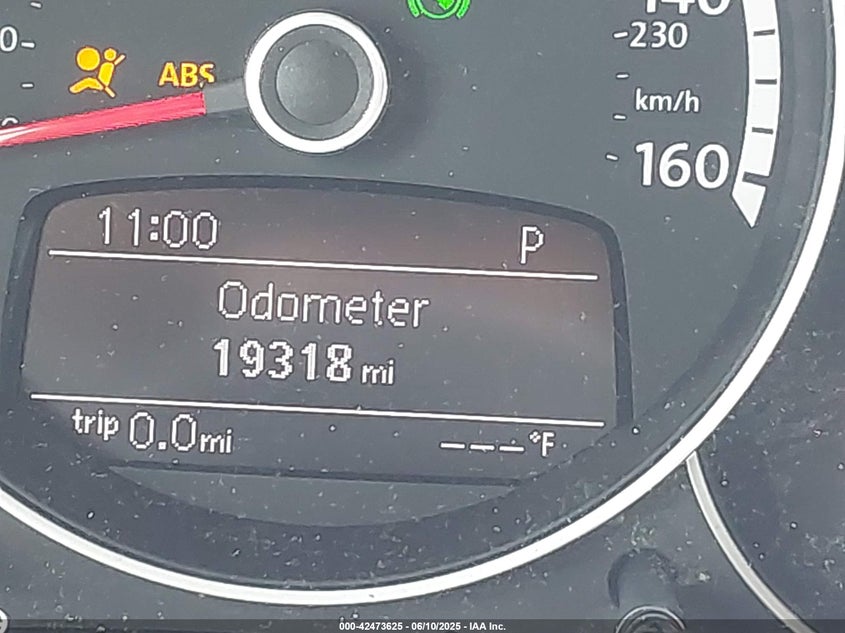 140
-230
ABS
km/h
160
11:00 P
Odometer
19318 mi
trip 0.0 mi ---°F
000-42473625 - 06/10/2025 - IAA Inc.